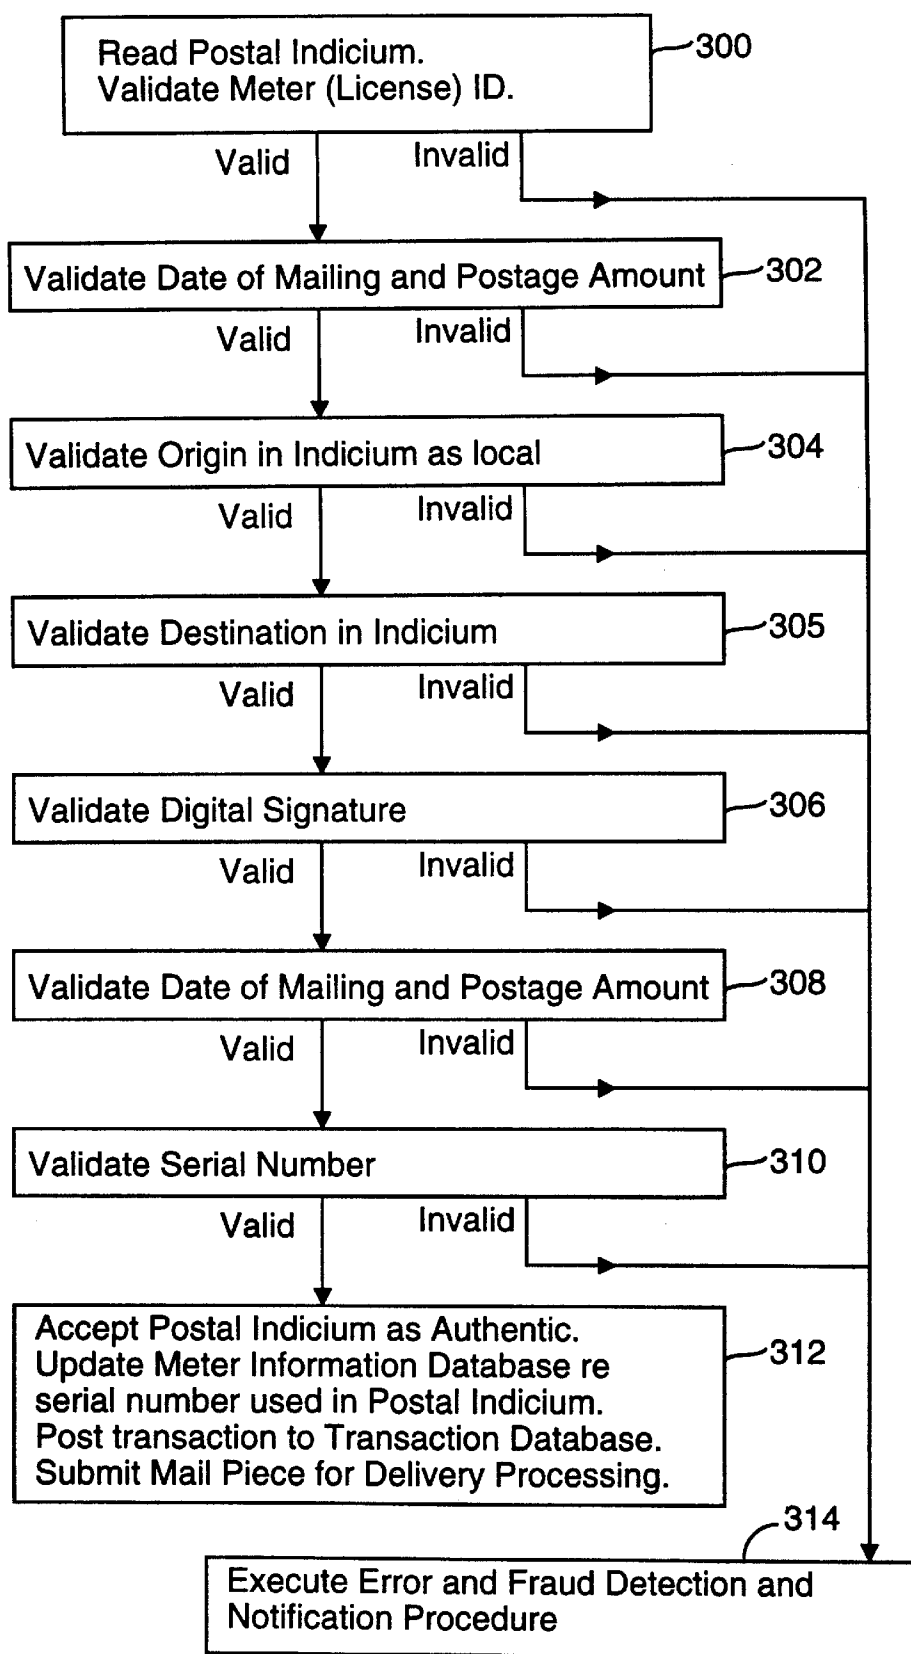 Read Postal Indicium.
Validate Meter (License) ID.
300
Valid
Invalid
Validate Date of Mailing and Postage Amount
302
Valid
Invalid
Validate Origin in Indicium as local
304
Valid
Invalid
Validate Destination in Indicium
305
Valid
Invalid
Validate Digital Signature
306
Valid
Invalid
Validate Date of Mailing and Postage Amount
308
Valid
Invalid
Validate Serial Number
310
Valid
Invalid
Accept Postal Indicium as Authentic.
Update Meter Information Database re
serial number used in Postal Indicium.
Post transaction to Transaction Database.
Submit Mail Piece for Delivery Processing.
312
314
Execute Error and Fraud Detection and
Notification Procedure